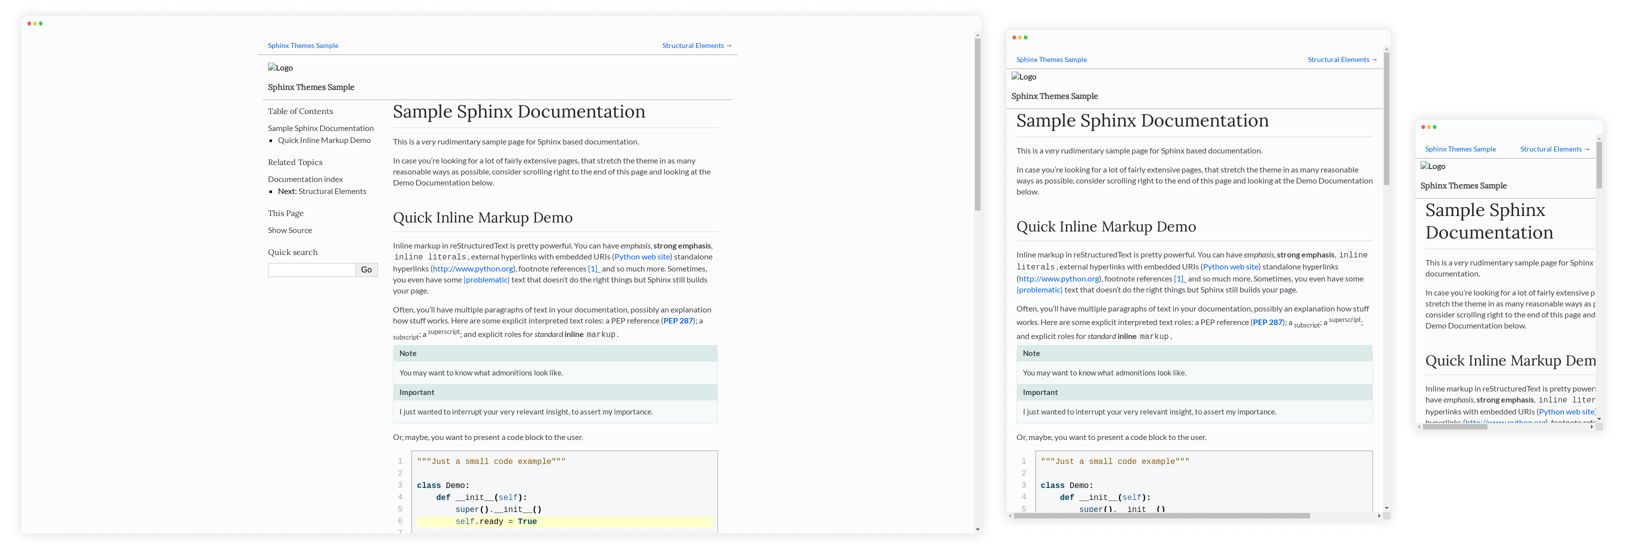 Sphinx Themes Sample
Structural Elements →
Logo
Sphinx Themes Sample
Table of Contents
Sample Sphinx Documentation
Quick Inline Markup Demo
Related Topics
Documentation index
Next: Structural Elements
This Page
Show Source
Quick search
Go
Sample Sphinx Documentation
This is a very rudimentary sample page for Sphinx based documentation.
In case you're looking for a lot of fairly extensive pages, that stretch the theme in as many
reasonable ways as possible, consider scrolling right to the end of this page and looking at the
Demo Documentation below.
Quick Inline Markup Demo
Inline markup in reStructuredText is pretty powerful. You can have emphasis, strong emphasis,
inline literals, external hyperlinks with embedded URIs (Python web site) standalone
hyperlinks (http://www.python.org), footnote references [1]_ and so much more. Sometimes,
you even have some |problematic| text that doesn't do the right things but Sphinx still builds
your page.
Often, you'll have multiple paragraphs of text in your documentation, possibly an explanation
how stuff works. Here are some explicit interpreted text roles: a PEP reference (PEP 287); a
subscript; a superscript; and explicit roles for standard inline markup.
Note
You may want to know what admonitions look like.
Important
I just wanted to interrupt your very relevant insight, to assert my importance.
Or, maybe, you want to present a code block to the user.
1 """Just a small code example"""
2
3 class Demo:
4 def __init__(self):
5 super().__init__()
6 self.ready = True
7
Sphinx Themes Sample
Structural Elements →
Logo
Sphinx Themes Sample
Sample Sphinx Documentation
This is a very rudimentary sample page for Sphinx based documentation.
In case you're looking for a lot of fairly extensive pages, that stretch the theme in as many reasonable
ways as possible, consider scrolling right to the end of this page and looking at the Demo Documentation
below.
Quick Inline Markup Demo
Inline markup in reStructuredText is pretty powerful. You can have emphasis, strong emphasis, inline
literals, external hyperlinks with embedded URIs (Python web site) standalone hyperlinks
(http://www.python.org), footnote references [1]_ and so much more. Sometimes, you even have some
|problematic| text that doesn't do the right things but Sphinx still builds your page.
Often, you'll have multiple paragraphs of text in your documentation, possibly an explanation how stuff
works. Here are some explicit interpreted text roles: a PEP reference (PEP 287); a subscript; a superscript;
and explicit roles for standard inline markup.
Note
You may want to know what admonitions look like.
Important
I just wanted to interrupt your very relevant insight, to assert my importance.
Or, maybe, you want to present a code block to the user.
1 """Just a small code example"""
2
3 class Demo:
4 def __init__(self):
5 super().__init__()
Sphinx Themes Sample
Structural Elements →
Logo
Sphinx Themes Sample
Sample Sphinx
Documentation
This is a very rudimentary sample page for Sphinx
documentation.
In case you're looking for a lot of fairly extensive p
stretch the theme in as many reasonable ways as p
consider scrolling right to the end of this page and
Demo Documentation below.
Quick Inline Markup Dem
Inline markup in reStructuredText is pretty power
have emphasis, strong emphasis, inline liter
hyperlinks with embedded URIs (Python web site)
hyperlinks (http://www.python.org), footnote refe